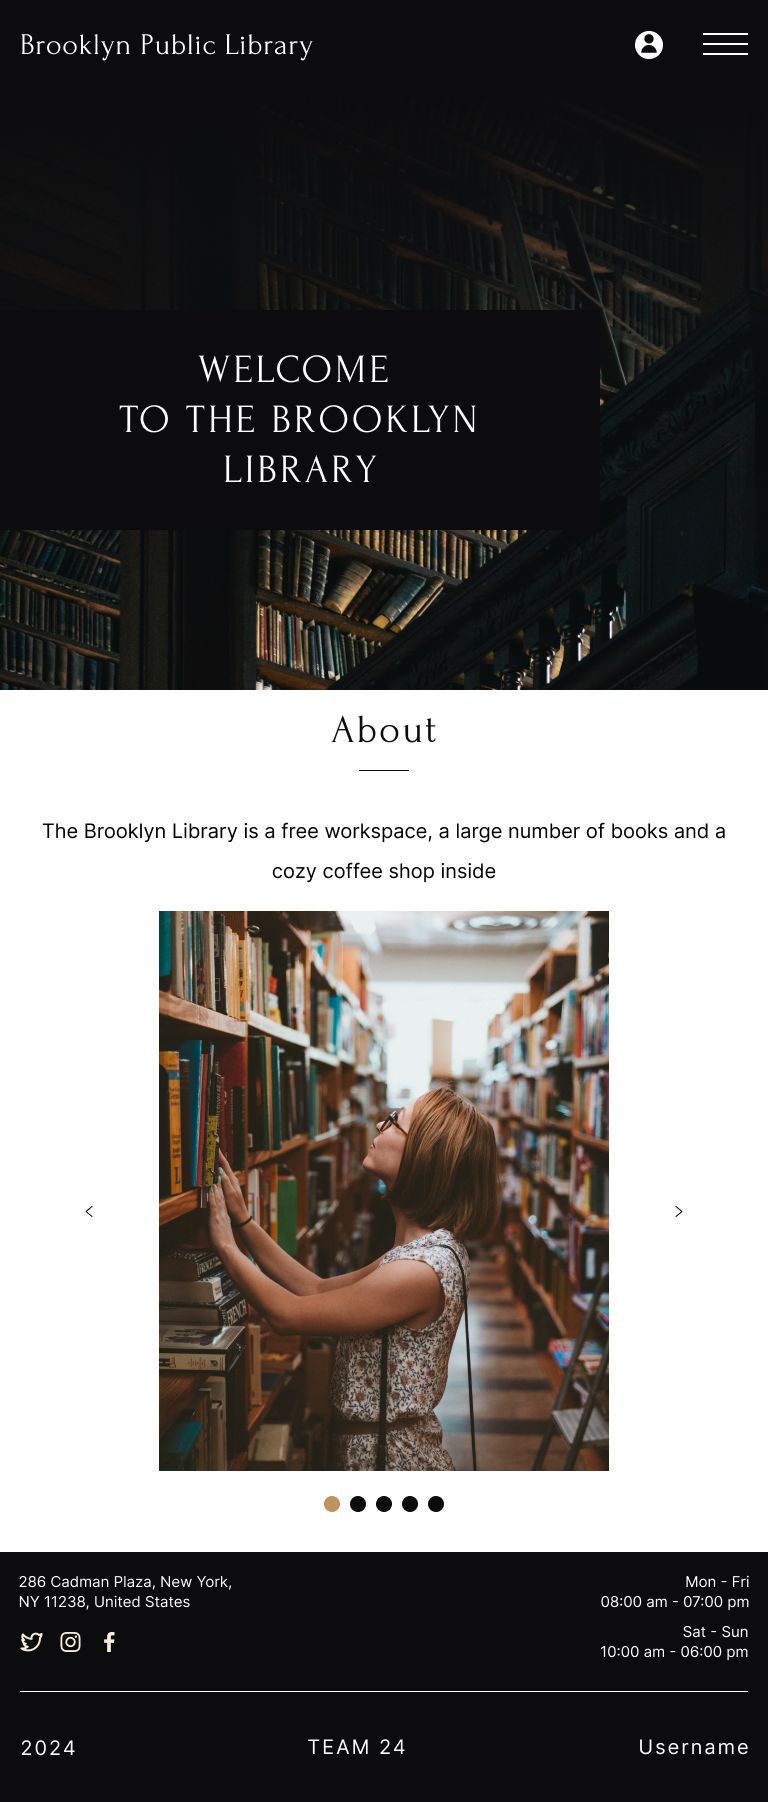 Brooklyn Public Library
WELCOME
TO THE BROOKLYN
LIBRARY
About
The Brooklyn Library is a free workspace, a large number of books and a
cozy coffee shop inside
FRENCH
286 Cadman Plaza, New York,
NY 11238, United States
Mon - Fri
08:00 am - 07:00 pm
Sat - Sun
10:00 am - 06:00 pm
2024
TEAM 24
Username